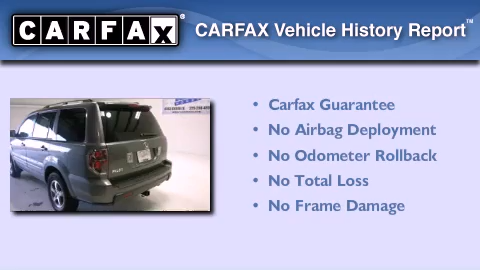 CARFAX®
CARFAX Vehicle History Report™
• Carfax Guarantee
• No Airbag Deployment
• No Odometer Rollback
• No Total Loss
• No Frame Damage
PILOT